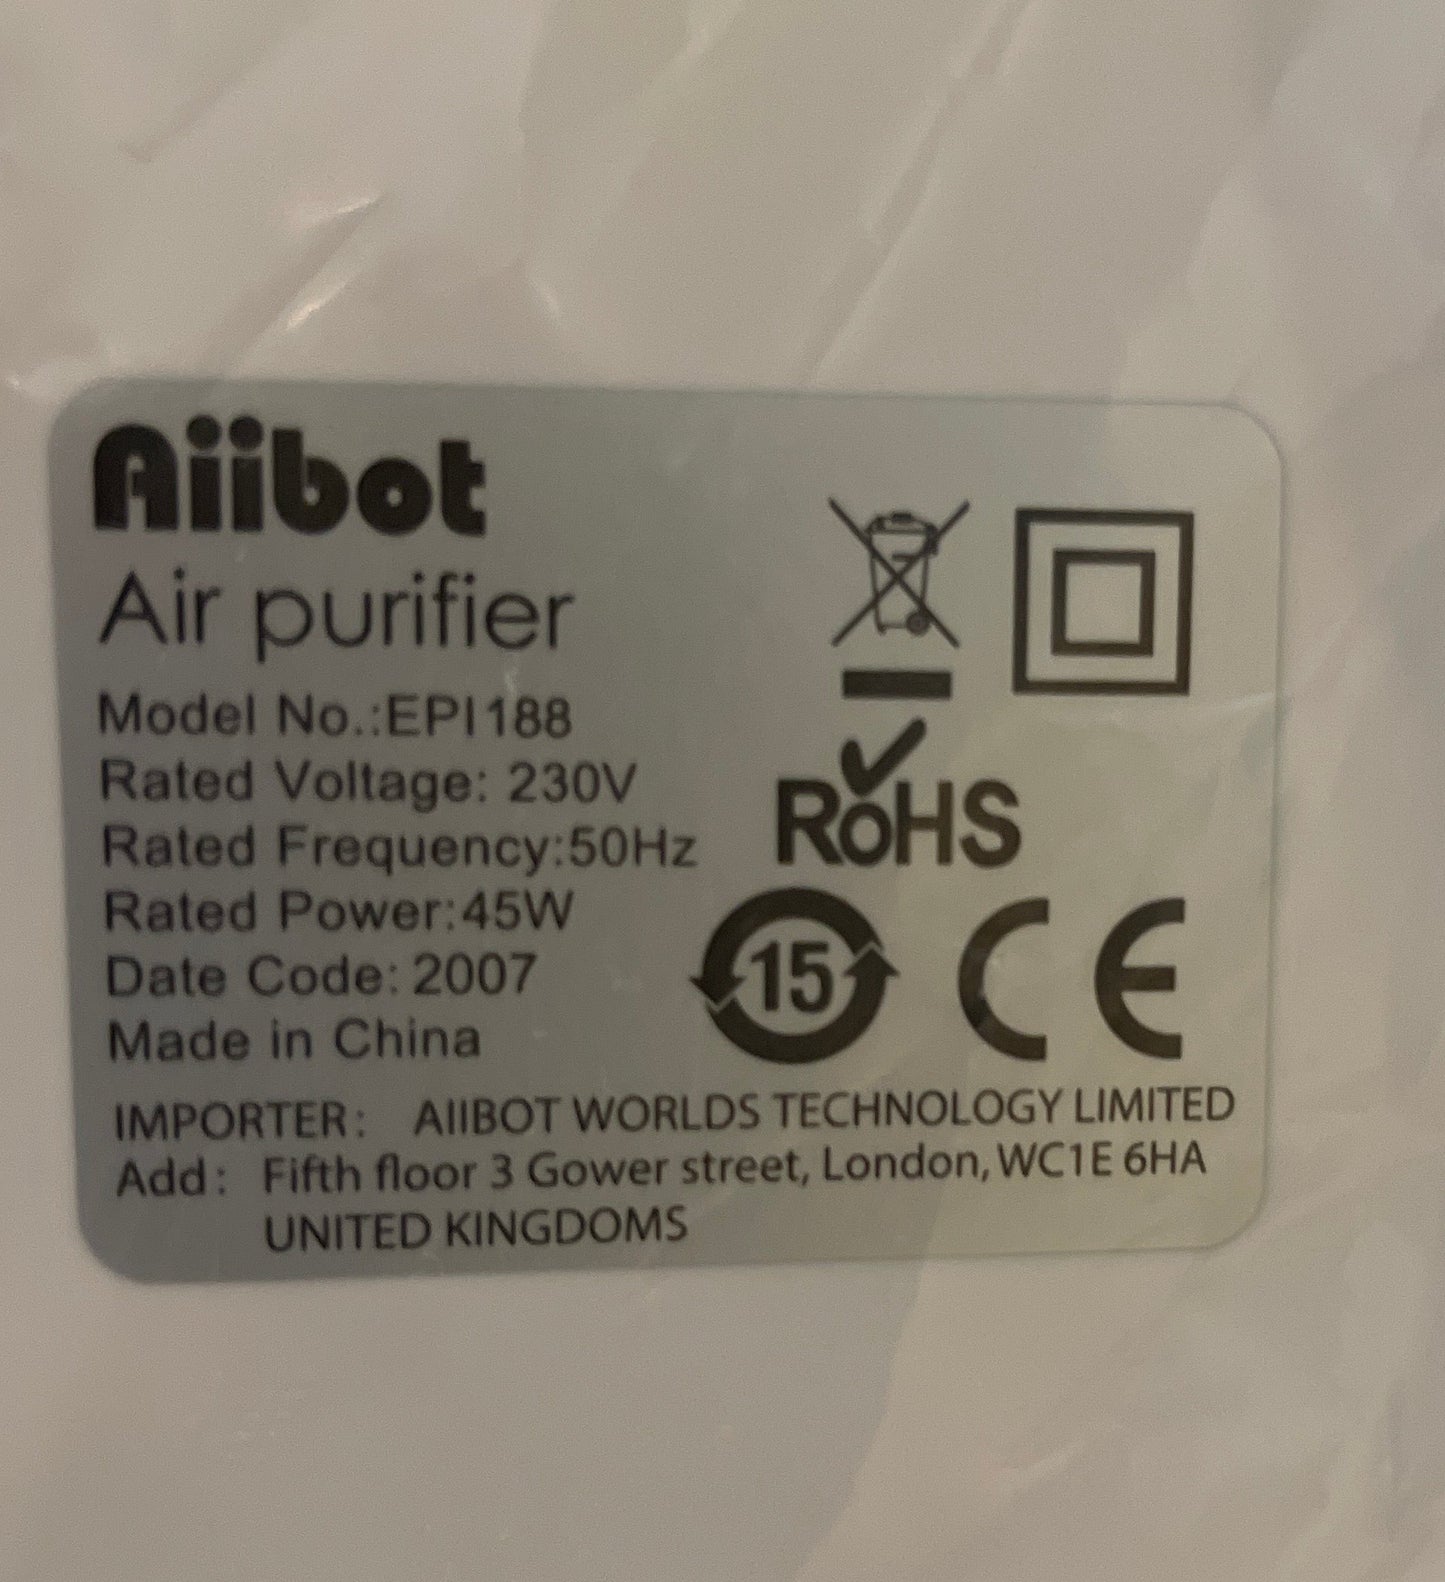 Aiibot
Air purifier
Model No.:EPI188
Rated Voltage: 230V
Rated Frequency:50Hz
Rated Power:45W
Date Code: 2007
Made in China
RoHS
15
CE
IMPORTER: AIIBOT WORLDS TECHNOLOGY LIMITED
Add: Fifth floor 3 Gower street, London, WC1E 6HA
UNITED KINGDOMS